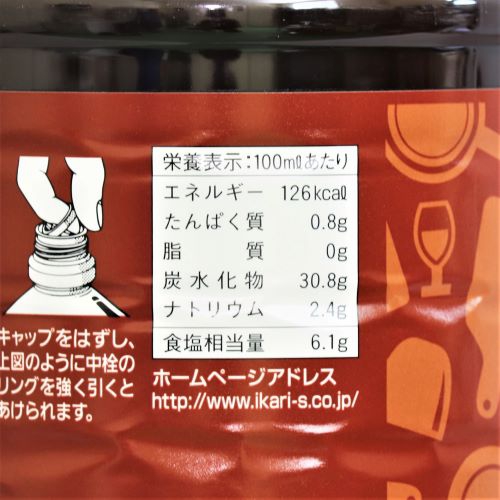 栄養表示:100mlあたり
エネルギー 126kcal
たんぱく質 0.8g
脂質 0g
炭水化物 30.8g
ナトリウム 2.4g
食塩相当量 6.1g
ホームページアドレス
http://www.ikari-s.co.jp/
キャップをはずし、
上図のように中栓の
リングを強く引くと
あけられます。